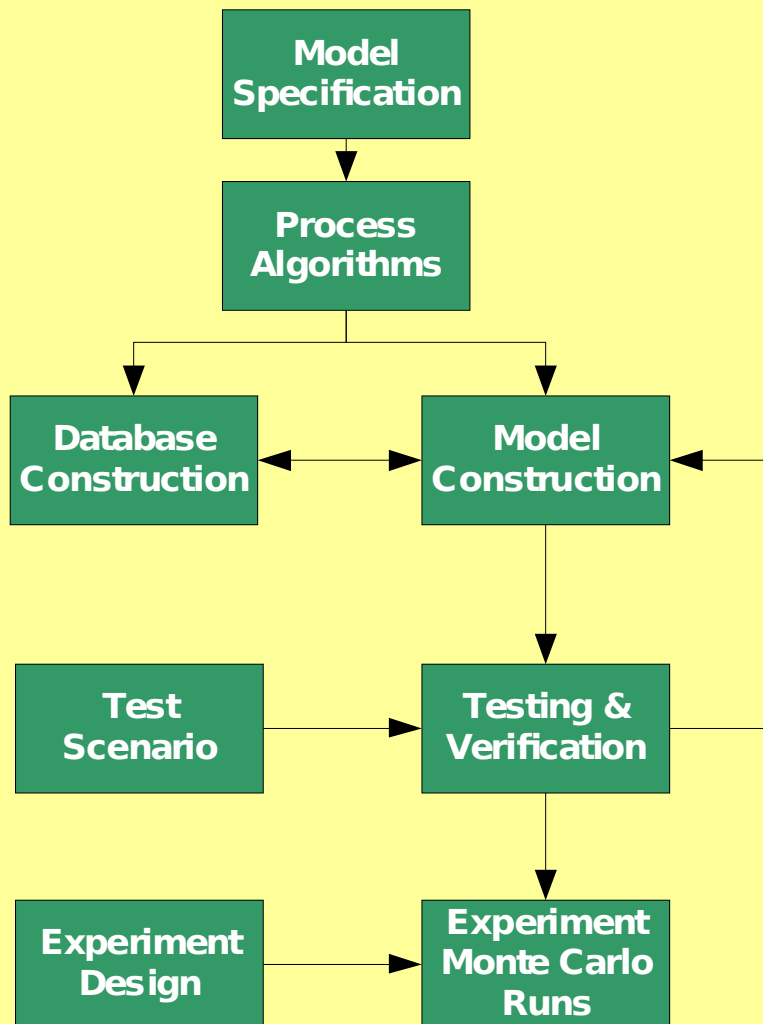 Model
Specification
Process
Algorithms
Database
Construction
Model
Construction
Test
Scenario
Testing &
Verification
Experiment
Design
Experiment
Monte Carlo
Runs